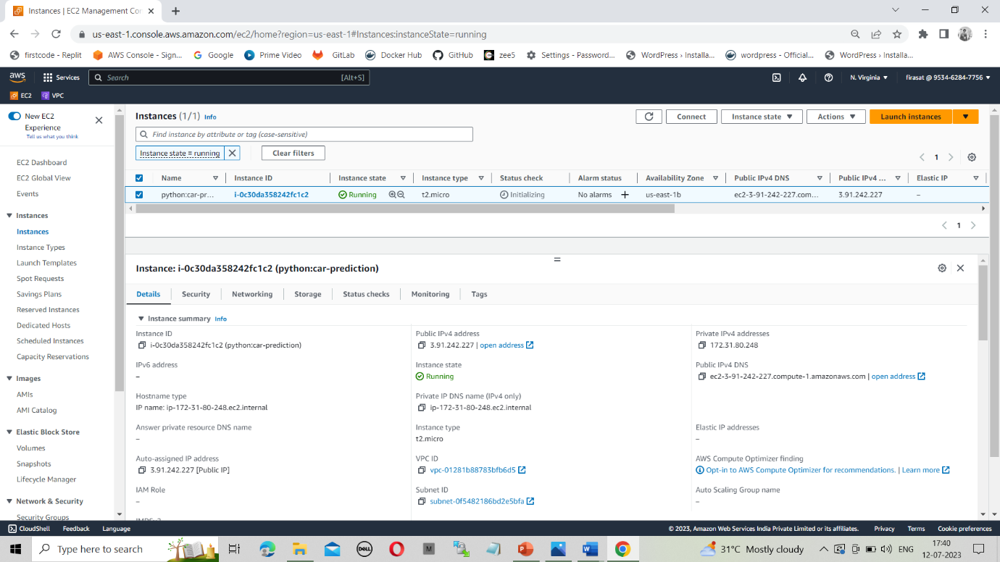 Instances | EC2 Management Con
us-east-1.console.aws.amazon.com/ec2/home?region=us-east-1#Instances:instanceState=running
firstcode - Replit AWS Console - Sign... Google Prime Video GitLab Docker Hub GitHub zee5 Settings - Password... WordPress › Installa... wordpress - Official... WordPress › Installa...
aws Services Search [Alt+S] N. Virginia firasat @ 9534-6284-7756
EC2 VPC
New EC2
Experience
Tell us what you think
EC2 Dashboard
EC2 Global View
Events
Instances
Instances
Instance Types
Launch Templates
Spot Requests
Savings Plans
Reserved Instances
Dedicated Hosts
Scheduled Instances
Capacity Reservations
Images
AMIs
AMI Catalog
Elastic Block Store
Volumes
Snapshots
Lifecycle Manager
Network & Security
Security Groups
Instances (1/1) Info Connect Instance state Actions Launch instances
Find instance by attribute or tag (case-sensitive)
Instance state = running Clear filters
1
Name Instance ID Instance state Instance type Status check Alarm status Availability Zone Public IPv4 DNS Public IPv4 ... Elastic IP
python:car-pr... i-0c30da358242fc1c2 Running t2.micro Initializing No alarms + us-east-1b ec2-3-91-242-227.com... 3.91.242.227 –
1
Instance: i-0c30da358242fc1c2 (python:car-prediction)
Details Security Networking Storage Status checks Monitoring Tags
Instance summary Info
Instance ID Public IPv4 address Private IPv4 addresses
i-0c30da358242fc1c2 (python:car-prediction) 3.91.242.227 | open address 172.31.80.248
IPv6 address Instance state Public IPv4 DNS
– Running ec2-3-91-242-227.compute-1.amazonaws.com | open address
Hostname type Private IP DNS name (IPv4 only)
IP name: ip-172-31-80-248.ec2.internal ip-172-31-80-248.ec2.internal
Answer private resource DNS name Instance type Elastic IP addresses
– t2.micro –
Auto-assigned IP address VPC ID AWS Compute Optimizer finding
3.91.242.227 [Public IP] vpc-01281b88783bfb6d5 Opt-in to AWS Compute Optimizer for recommendations. | Learn more
IAM Role Subnet ID Auto Scaling Group name
– subnet-0f5482186bd2e5bfa –
CloudShell Feedback Language © 2023, Amazon Web Services India Private Limited or its affiliates. Privacy Terms Cookie preferences
Type here to search DELL M 31°C Mostly cloudy ENG 17:40
12-07-2023